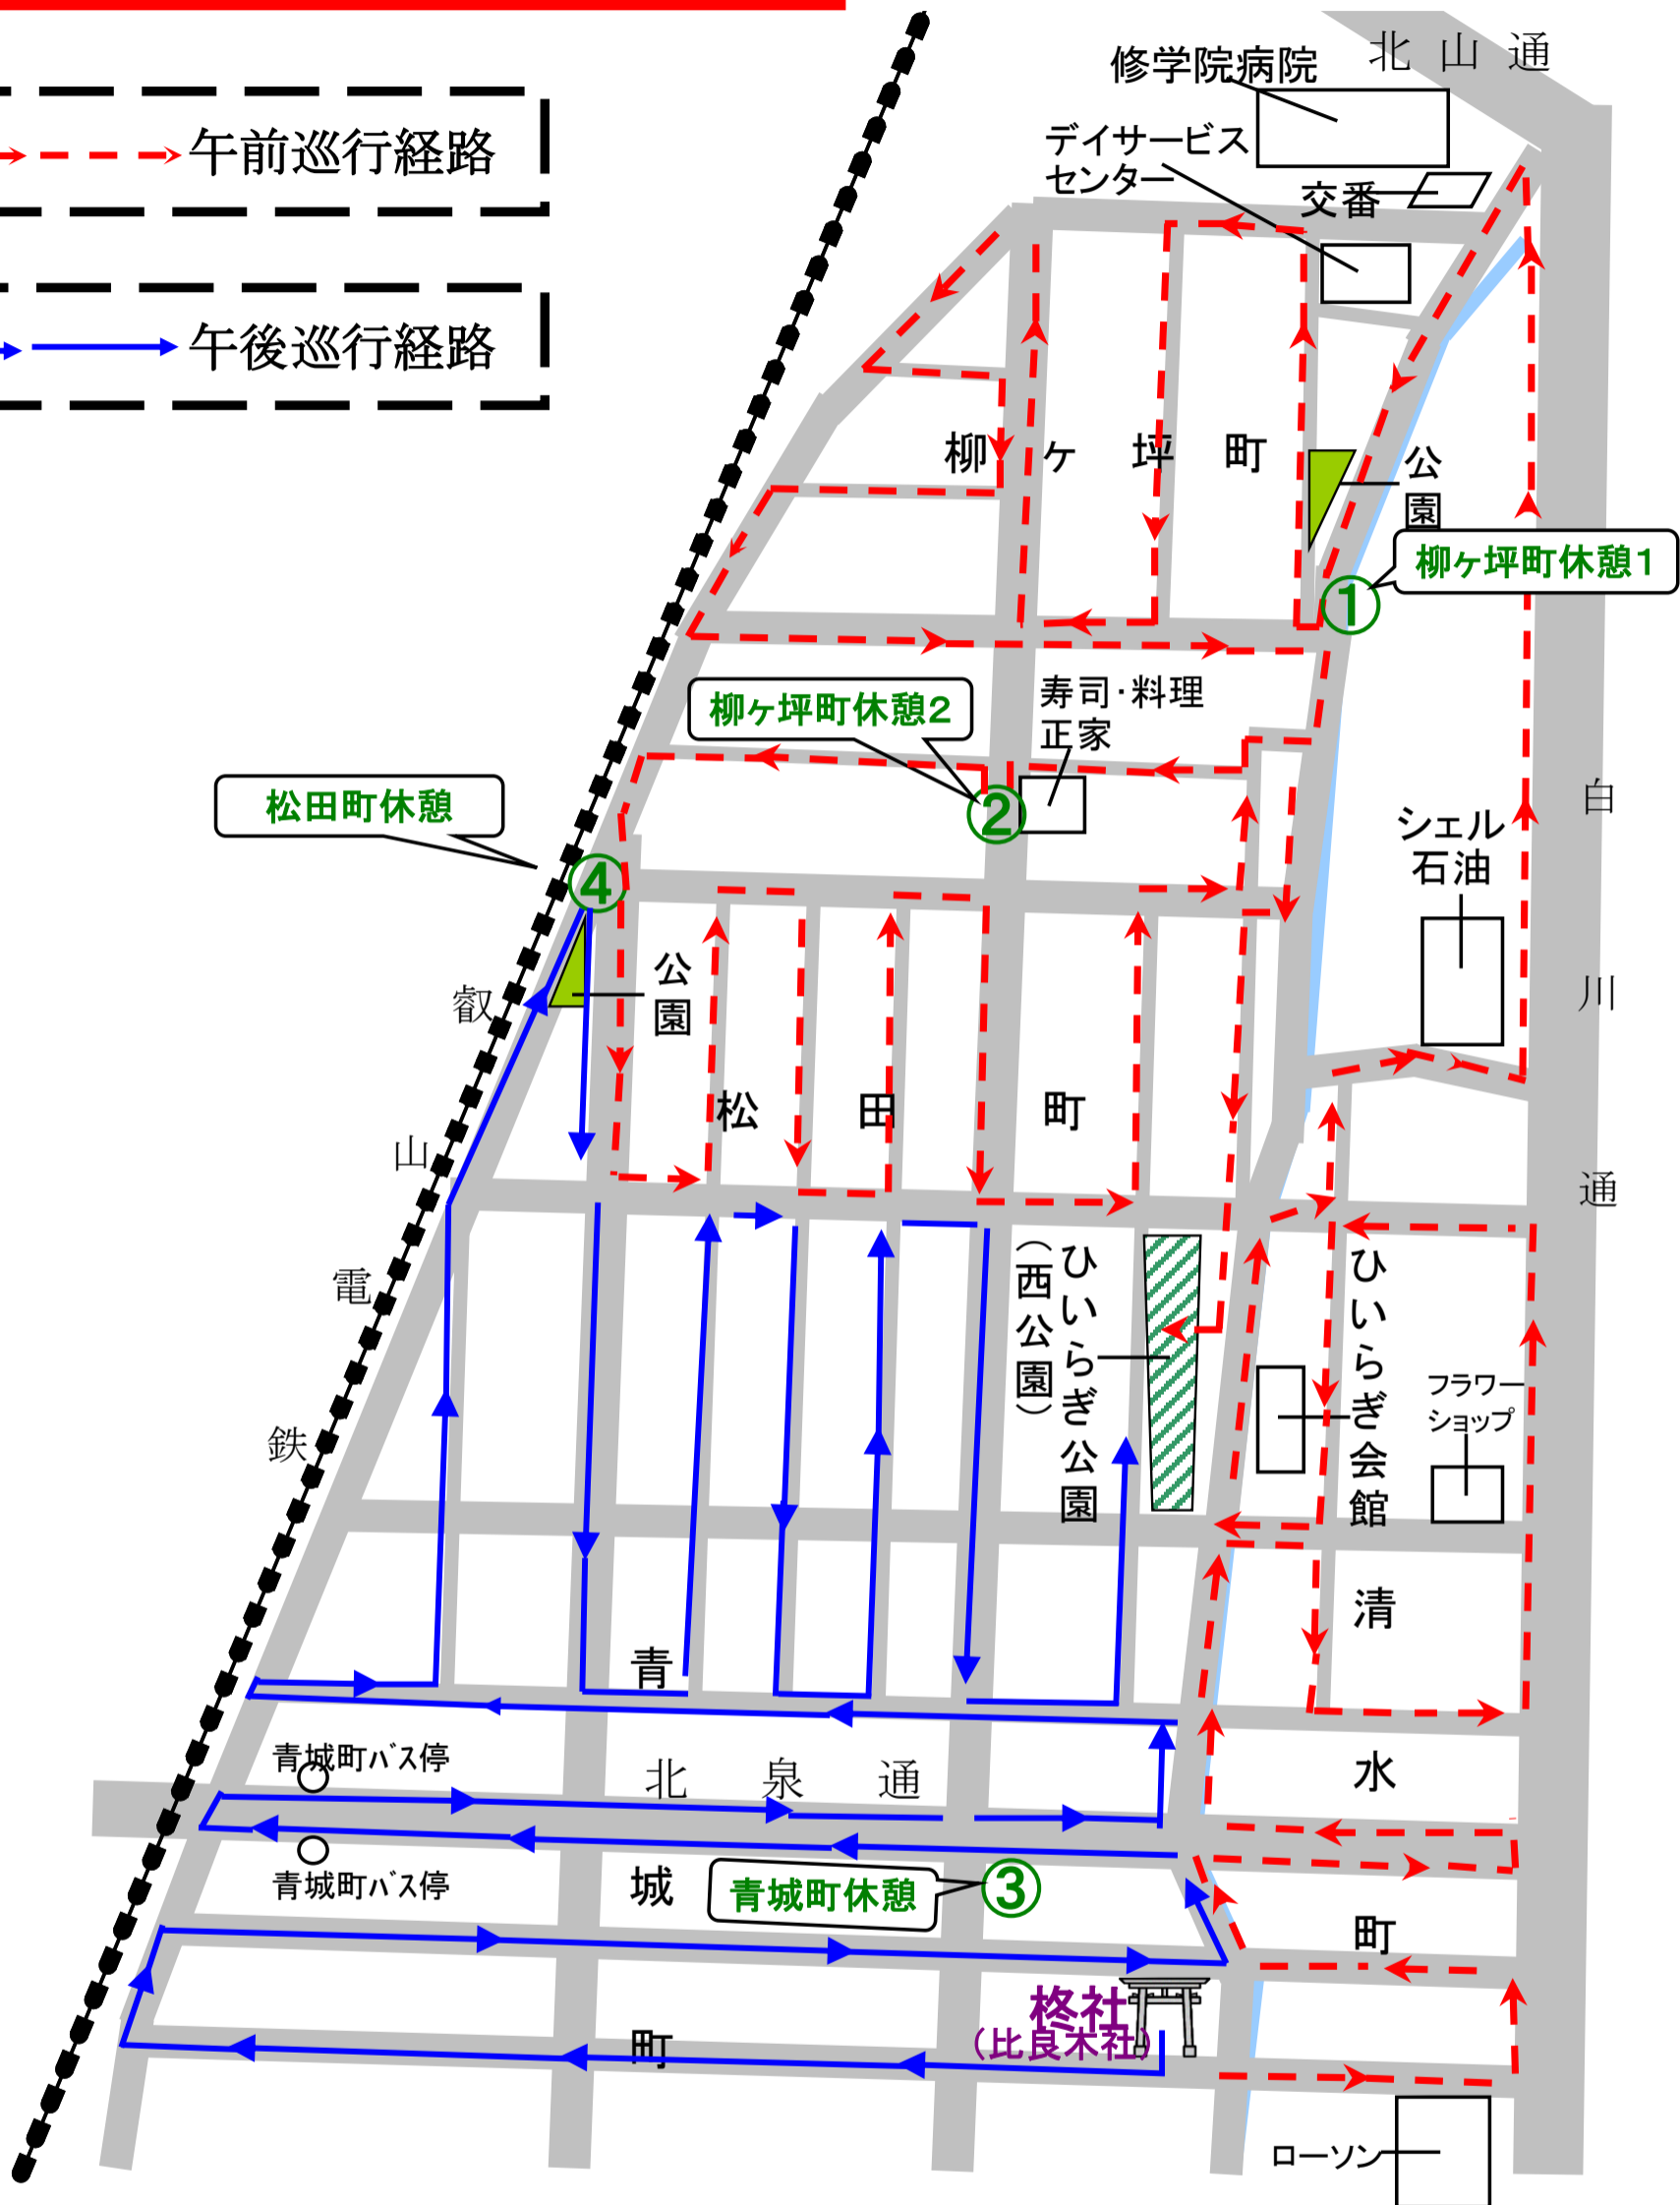 午前巡行経路
午後巡行経路
北山通
修学院病院
デイサービス
センター
交番
柳ヶ坪町
公園
柳ヶ坪町休憩1
①
柳ヶ坪町休憩2
寿司・料理
正家
②
松田町休憩
④
シェル
石油
白川通
公園
叡山電鉄
松田町
ひいらぎ公園
(西公園)
ひいらぎ会館
フラワー
ショップ
清水町
青城町
青城町バス停
北泉通
青城町バス停
青城町休憩
③
柊社
(比良木社)
ローソン